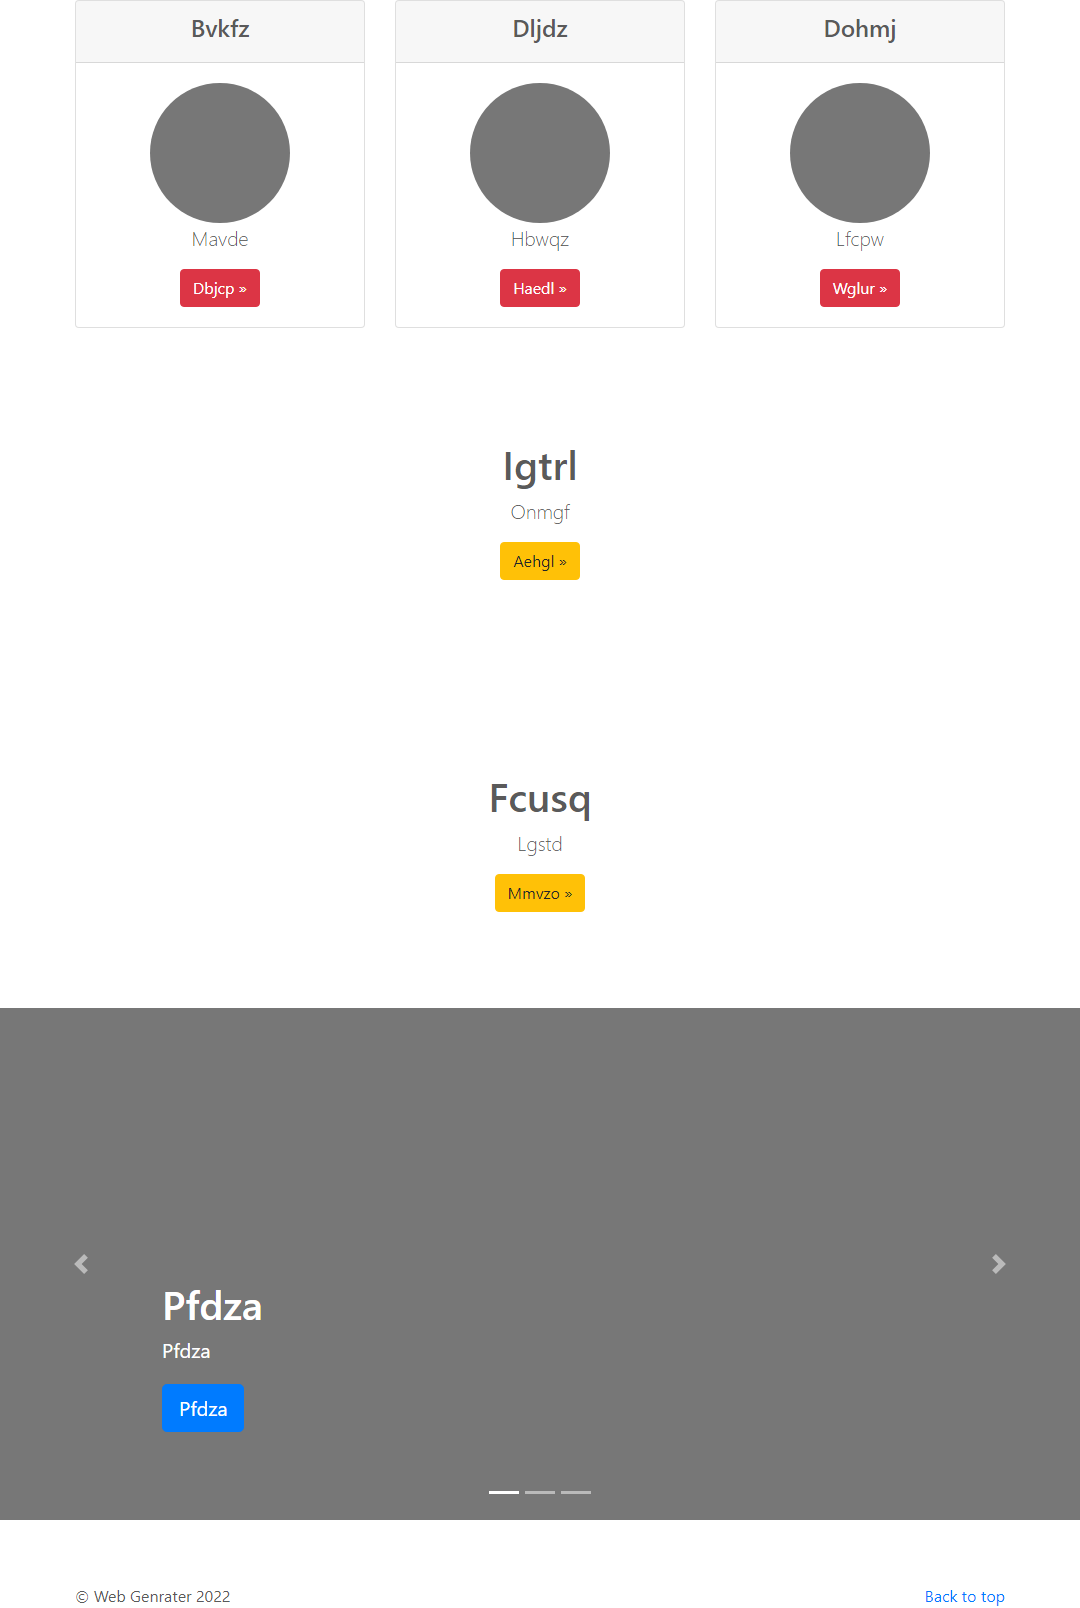 Bvkfz
Mavde
Dbjcp »
Dljdz
Hbwqz
Haedl »
Dohmj
Lfcpw
Wglur »
Igtrl
Onmgf
Aehgl »
Fcusq
Lgstd
Mmvzo »
Pfdza
Pfdza
Pfdza
© Web Genrater 2022
Back to top